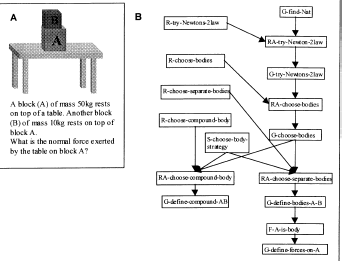 A
B
A
A block (A) of mass 50kg rests
on top of a table. Another block
(B) of mass 10kg rests on top of
block A.
What is the normal force exerted
by the table on block A?
B
G-find-Nat
R-try-Newton-2law
RA-try-Newton-2law
R-choose-bodies
G-try-Newtons-2law
R-choose-separate-bodies
RA-choose-bodies
R-choose-compound-body
S-choose-body-
strategy
G-choose-bodies
RA-choose-compound-body
RA-choose-separate-bodies
G-define-compound-AB
G-define-bodies-A-B
F-A-is-body
G-define-forces-on-A